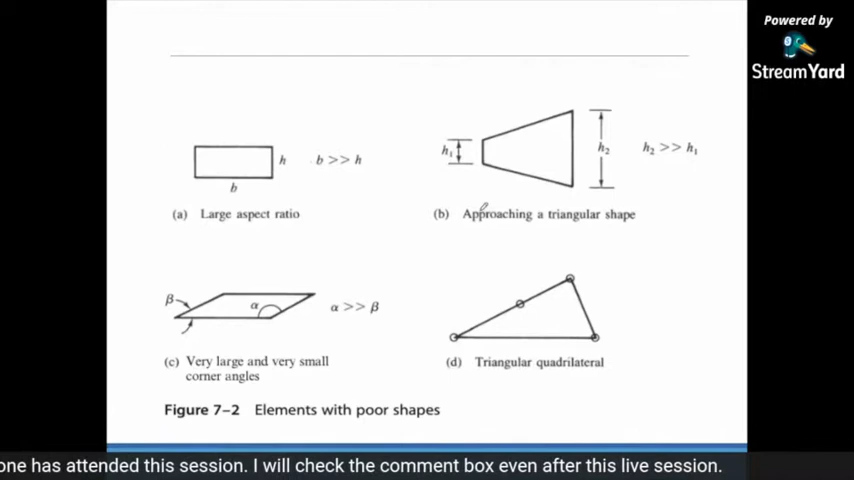 Powered by
StreamYard
h
b >> h
b
(a) Large aspect ratio
h₁
h₂
h₂ >> h₁
(b) Approaching a triangular shape
β
α
α >> β
(c) Very large and very small
corner angles
(d) Triangular quadrilateral
Figure 7–2 Elements with poor shapes
one has attended this session. I will check the comment box even after this live session.